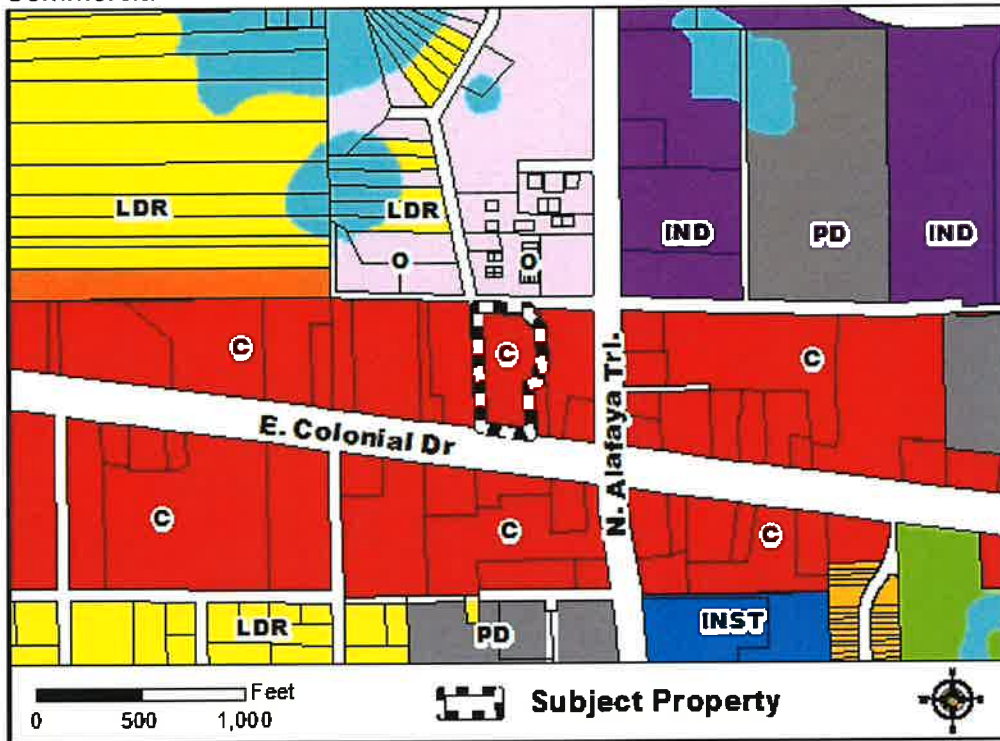 LDR
LDR
IND
PD
IND
O
O
C
C
C
E. Colonial Dr
N. Alafaya Trl.
C
C
C
LDR
PD
INST
Feet
0 500 1,000
Subject Property